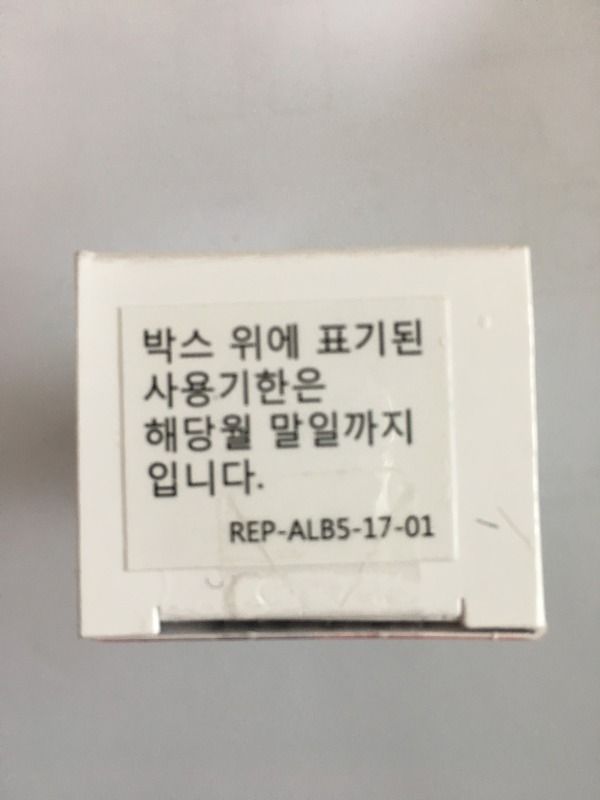 박스 위에 표기된
사용기한은
해당월 말일까지
입니다.
REP-ALB5-17-01